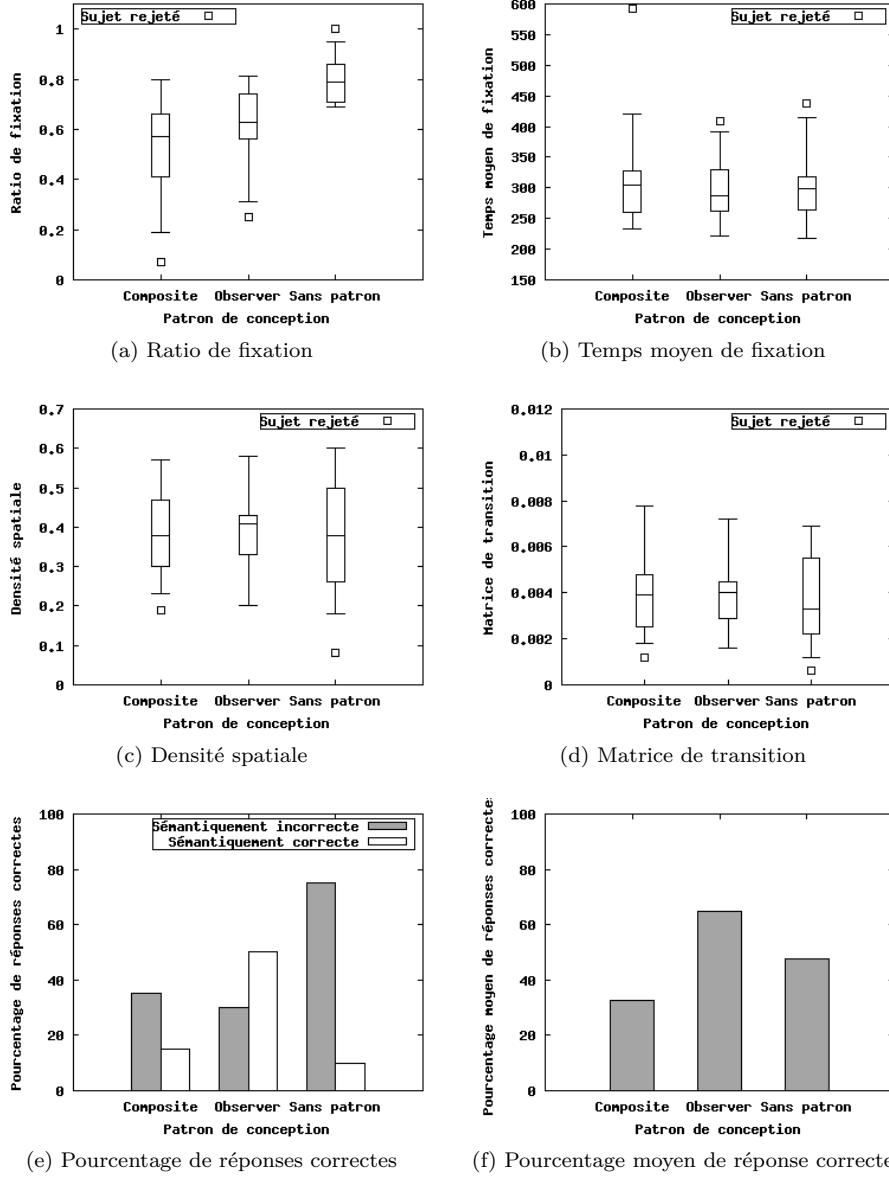 Sujet rejeté
1
0.8
0.6
0.4
0.2
0
Ratio de fixation
Composite Observer Sans patron
Patron de conception
(a) Ratio de fixation
Sujet rejeté
600
550
500
450
400
350
300
250
200
150
Temps moyen de fixation
Composite Observer Sans patron
Patron de conception
(b) Temps moyen de fixation
Sujet rejeté
0.7
0.6
0.5
0.4
0.3
0.2
0.1
0
Densité spatiale
Composite Observer Sans patron
Patron de conception
(c) Densité spatiale
Sujet rejeté
0.012
0.01
0.008
0.006
0.004
0.002
0
Matrice de transition
Composite Observer Sans patron
Patron de conception
(d) Matrice de transition
Sémantiquement incorrecte
Sémantiquement correcte
100
80
60
40
20
0
Pourcentage de réponses correctes
Composite Observer Sans patron
Patron de conception
(e) Pourcentage de réponses correctes
100
80
60
40
20
0
Pourcentage moyen de réponses correctes
Composite Observer Sans patron
Patron de conception
(f) Pourcentage moyen de réponse correcte